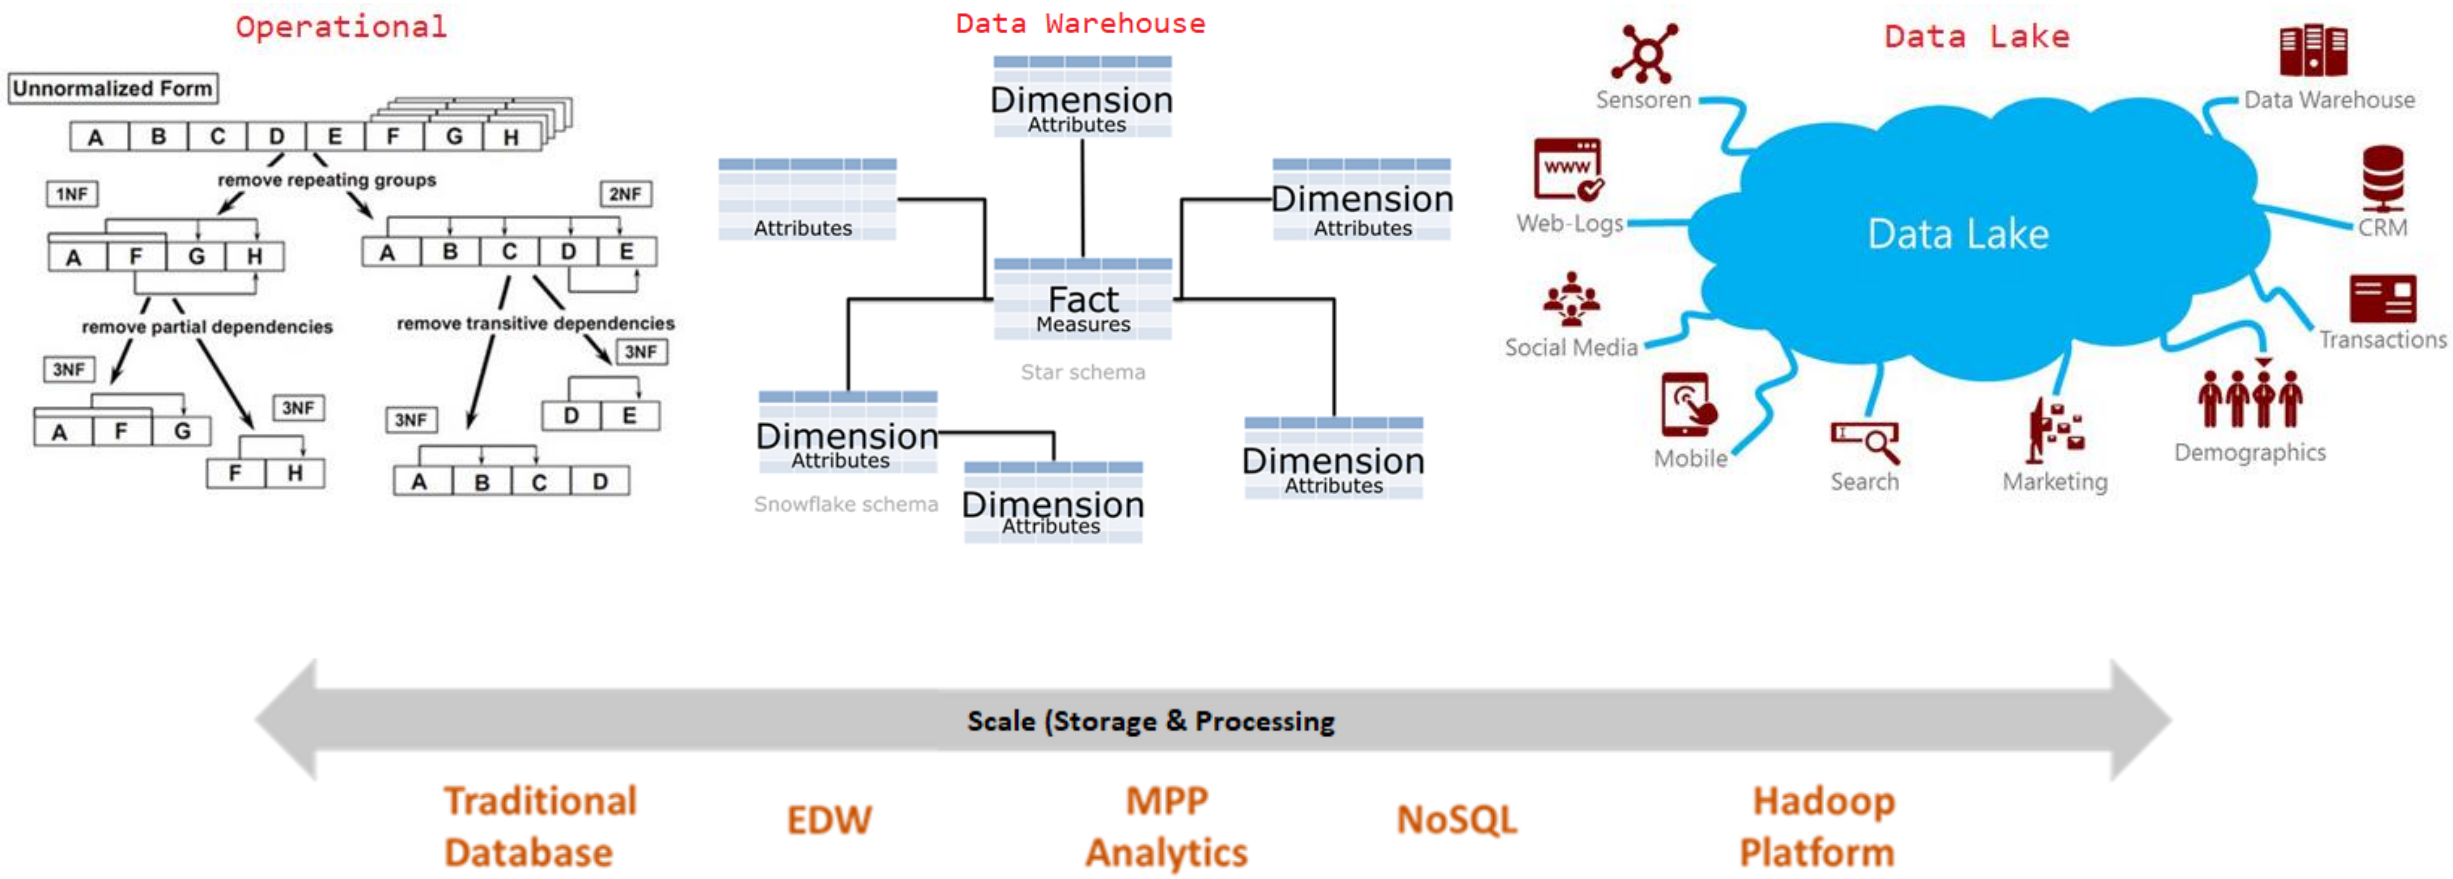 Operational
Unnormalized Form
A B C D E F G H
remove repeating groups
1NF
2NF
A F G H
A B C D E
remove partial dependencies
remove transitive dependencies
3NF
3NF
3NF
3NF
A F G
F H
D E
A B C D
Data Warehouse
Dimension
Attributes
Attributes
Dimension
Attributes
Fact
Measures
Star schema
Dimension
Attributes
Snowflake schema
Dimension
Attributes
Dimension
Attributes
Data Lake
Sensoren
Data Warehouse
www
Web-Logs
CRM
Data Lake
Social Media
Transactions
Mobile
Search
Marketing
Demographics
Scale (Storage & Processing
Traditional
Database
EDW
MPP
Analytics
NoSQL
Hadoop
Platform